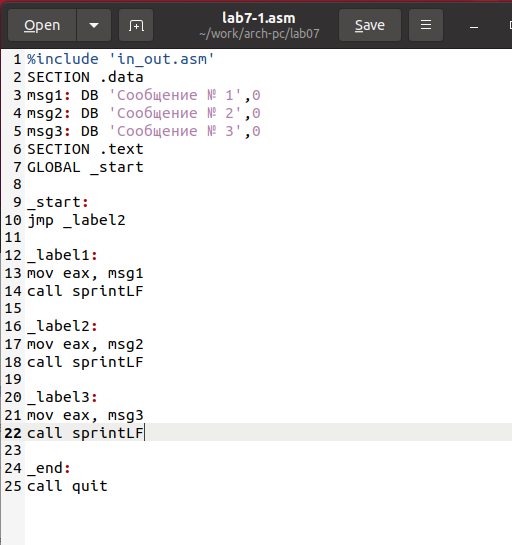 lab7-1.asm
Open
~/work/arch-pc/lab07
Save
1 %include 'in_out.asm'
2 SECTION .data
3 msg1: DB 'Сообщение № 1',0
4 msg2: DB 'Сообщение № 2',0
5 msg3: DB 'Сообщение № 3',0
6 SECTION .text
7 GLOBAL _start
8
9 _start:
10 jmp _label2
11
12 _label1:
13 mov eax, msg1
14 call sprintLF
15
16 _label2:
17 mov eax, msg2
18 call sprintLF
19
20 _label3:
21 mov eax, msg3
22 call sprintLF
23
24 _end:
25 call quit